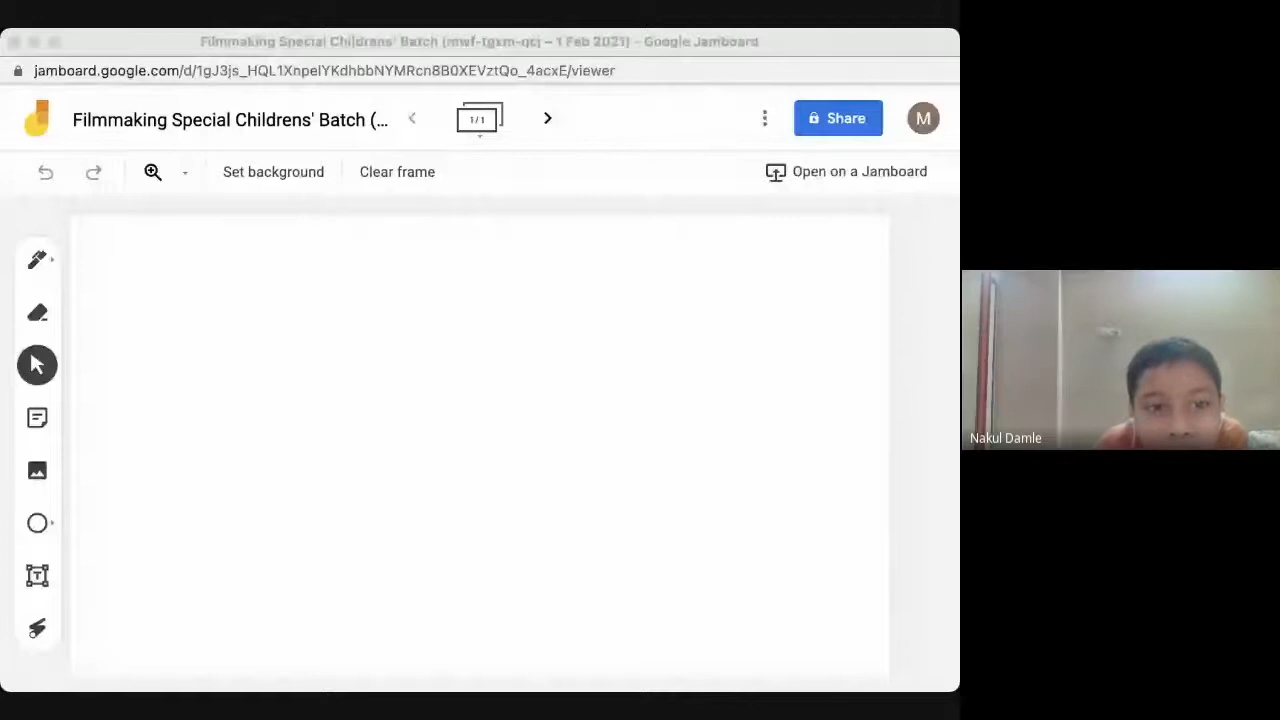 Filmmaking Special Childrens' Batch (mwf-tgxm-qcj – 1 Feb 2021) – Google Jamboard
jamboard.google.com/d/1gJ3js_HQL1XnpeIYKdhbbNYMRcn8B0XEVztQo_4acxE/viewer
Filmmaking Special Childrens' Batch (...
1/1
Share
M
Set background
Clear frame
Open on a Jamboard
Nakul Damle